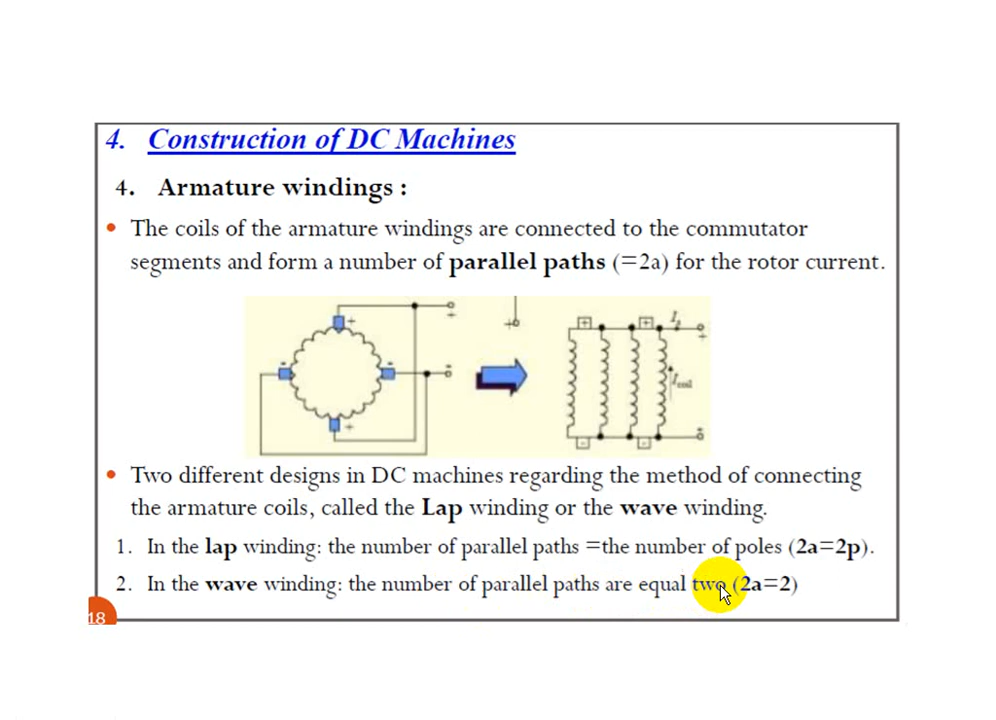 4. Construction of DC Machines
4. Armature windings :
• The coils of the armature windings are connected to the commutator
segments and form a number of parallel paths (=2a) for the rotor current.
• Two different designs in DC machines regarding the method of connecting
the armature coils, called the Lap winding or the wave winding.
1. In the lap winding: the number of parallel paths =the number of poles (2a=2p).
2. In the wave winding: the number of parallel paths are equal two (2a=2)
18